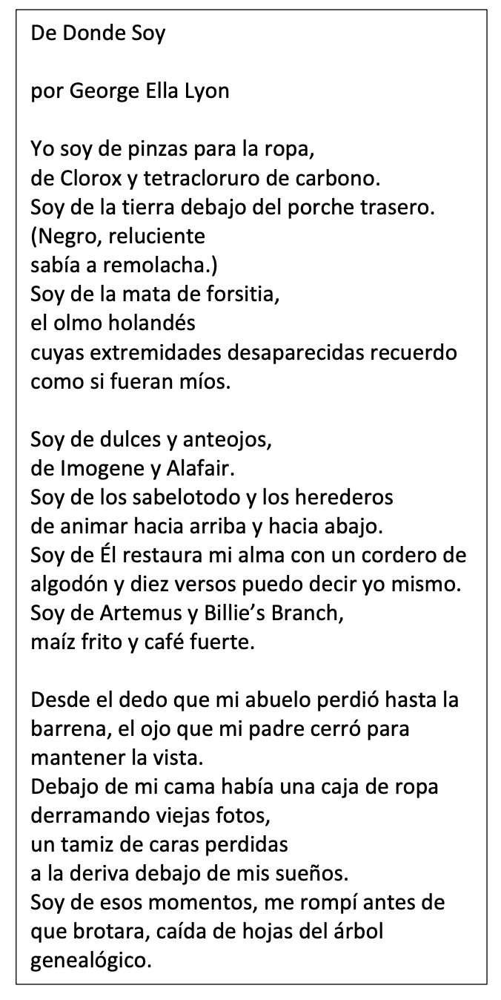 De Donde Soy
por George Ella Lyon
Yo soy de pinzas para la ropa,
de Clorox y tetracloruro de carbono.
Soy de la tierra debajo del porche trasero.
(Negro, reluciente
sabía a remolacha.)
Soy de la mata de forsitia,
el olmo holandés
cuyas extremidades desaparecidas recuerdo
como si fueran míos.
Soy de dulces y anteojos,
de Imogene y Alafair.
Soy de los sabelotodo y los herederos
de animar hacia arriba y hacia abajo.
Soy de Él restaura mi alma con un cordero de
algodón y diez versos puedo decir yo mismo.
Soy de Artemus y Billie’s Branch,
maíz frito y café fuerte.
Desde el dedo que mi abuelo perdió hasta la
barrena, el ojo que mi padre cerró para
mantener la vista.
Debajo de mi cama había una caja de ropa
derramando viejas fotos,
un tamiz de caras perdidas
a la deriva debajo de mis sueños.
Soy de esos momentos, me rompí antes de
que brotara, caída de hojas del árbol
genealógico.